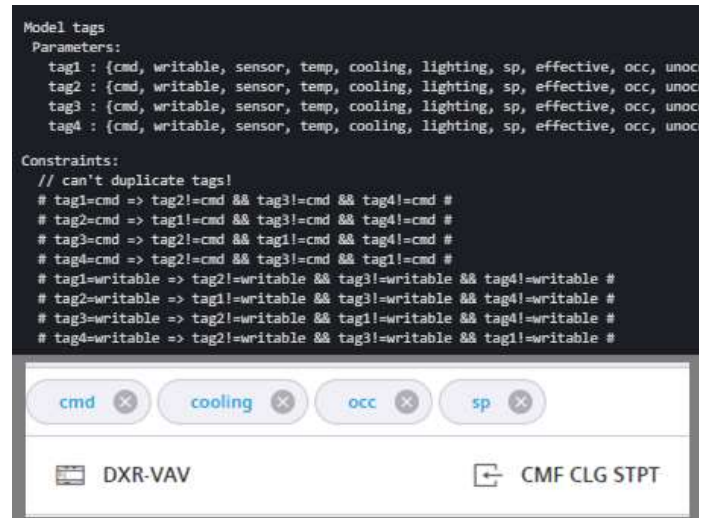 Model tags
Parameters:
tag1 : {cmd, writable, sensor, temp, cooling, lighting, sp, effective, occ, unoc
tag2 : {cmd, writable, sensor, temp, cooling, lighting, sp, effective, occ, unoc
tag3 : {cmd, writable, sensor, temp, cooling, lighting, sp, effective, occ, unoc
tag4 : {cmd, writable, sensor, temp, cooling, lighting, sp, effective, occ, unoc
Constraints:
// can't duplicate tags!
# tag1=cmd => tag2!=cmd && tag3!=cmd && tag4!=cmd #
# tag2=cmd => tag1!=cmd && tag3!=cmd && tag4!=cmd #
# tag3=cmd => tag2!=cmd && tag1!=cmd && tag4!=cmd #
# tag4=cmd => tag2!=cmd && tag3!=cmd && tag1!=cmd #
# tag1=writable => tag2!=writable && tag3!=writable && tag4!=writable #
# tag2=writable => tag1!=writable && tag3!=writable && tag4!=writable #
# tag3=writable => tag2!=writable && tag1!=writable && tag4!=writable #
# tag4=writable => tag2!=writable && tag3!=writable && tag1!=writable #
cmd cooling occ sp
DXR-VAV CMF CLG STPT